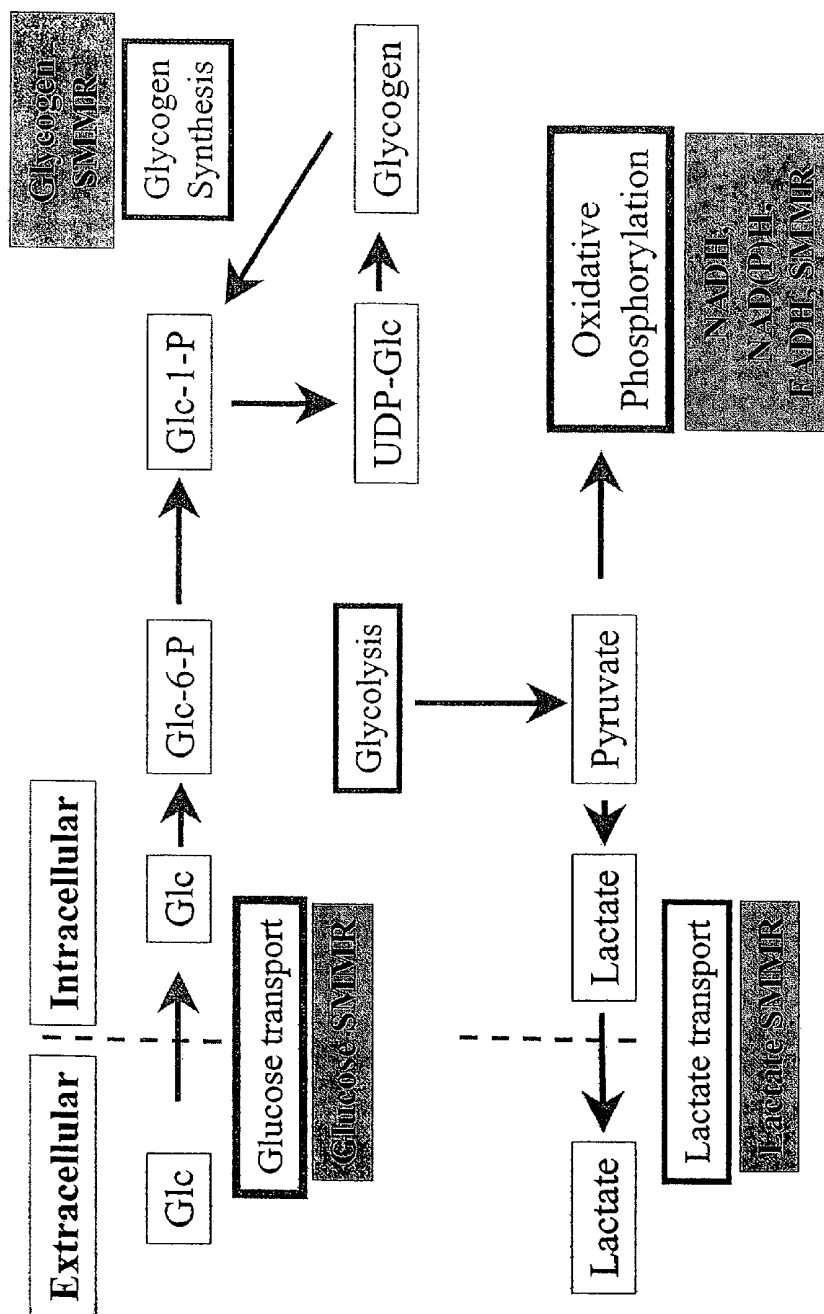 Extracellular
Intracellular
Glycogen
SMMR
Glycogen
Synthesis
Glc
Glc
Glc-6-P
Glc-1-P
UDP-Glc
Glycogen
Glucose transport
Glucose SMMR
Glycolysis
Lactate
Lactate
Pyruvate
Oxidative
Phosphorylation
NADH,
NAD(P)H,
FADH, SMMR
Lactate transport
Lactate SMMR